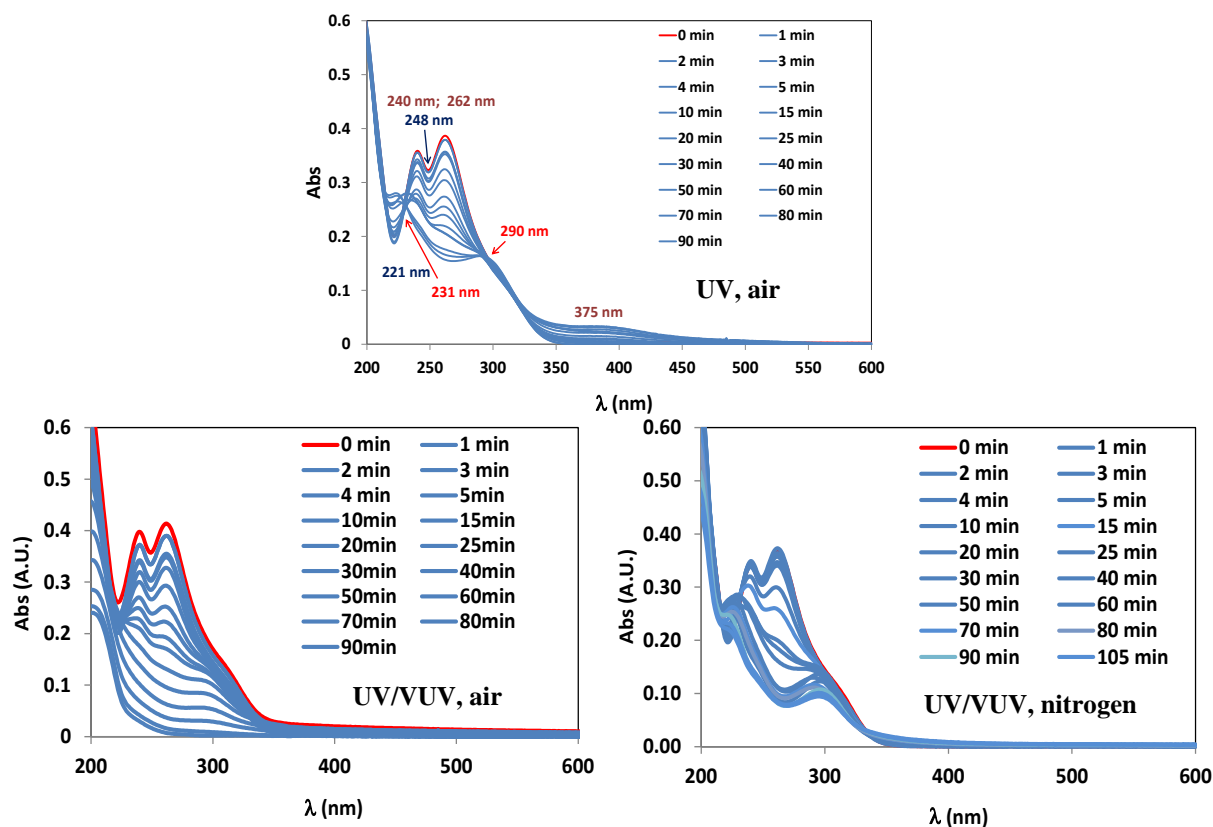 0.6
0.5
0.4
0.3
0.2
0.1
0
Abs
200 250 300 350 400 450 500 550 600
λ (nm)
0 min 1 min
2 min 3 min
4 min 5 min
10 min 15 min
20 min 25 min
30 min 40 min
50 min 60 min
70 min 80 min
90 min
240 nm; 262 nm
248 nm
290 nm
221 nm
231 nm
375 nm
UV, air
0.6
0.5
0.4
0.3
0.2
0.1
0
Abs (A.U.)
200 300 400 500 600
λ (nm)
0 min 1 min
2 min 3 min
4 min 5min
10min 15min
20min 25min
30min 40min
50min 60min
70min 80min
90min
UV/VUV, air
0.60
0.50
0.40
0.30
0.20
0.10
0.00
Abs (A.U.)
200 300 400 500 600
λ (nm)
0 min 1 min
2 min 3 min
4 min 5 min
10 min 15 min
20 min 25 min
30 min 40 min
50 min 60 min
70 min 80 min
90 min 105 min
UV/VUV, nitrogen